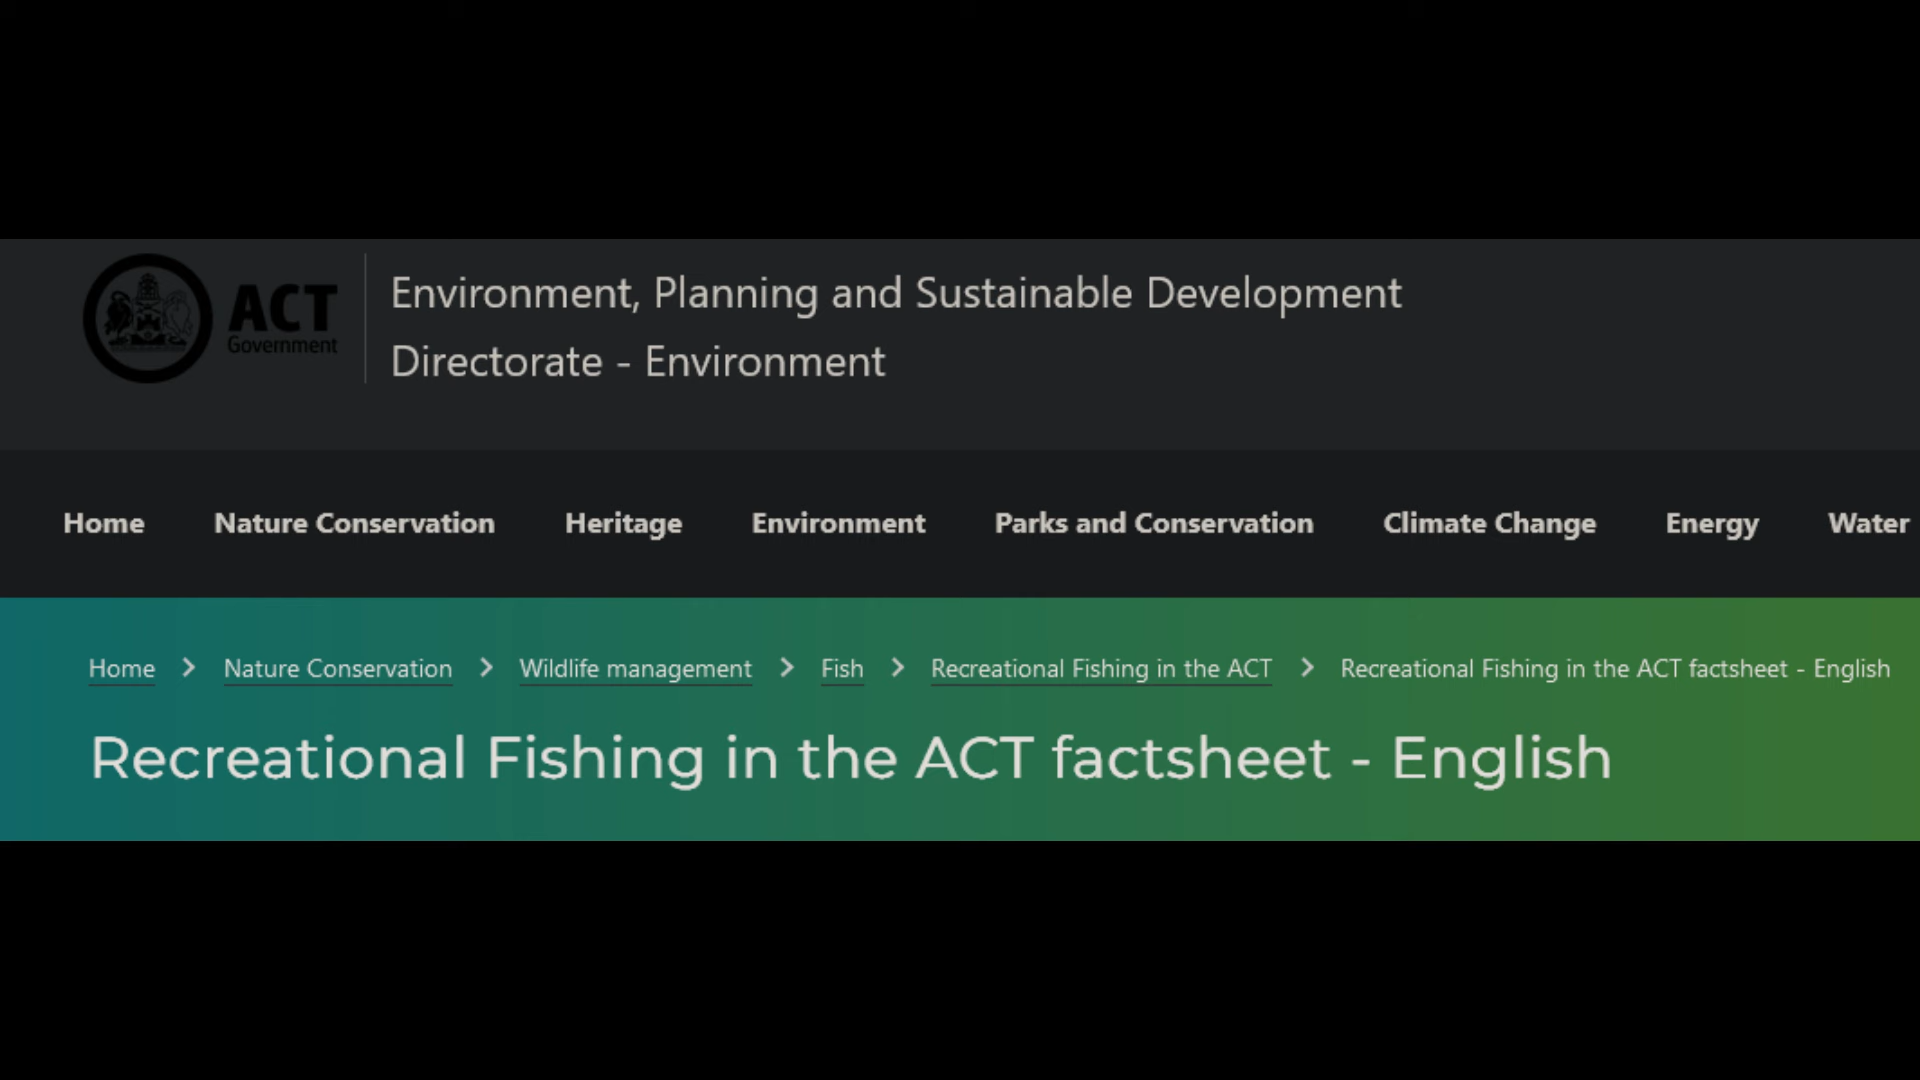 ACT
Government
Environment, Planning and Sustainable Development
Directorate - Environment
Home Nature Conservation Heritage Environment Parks and Conservation Climate Change Energy Water
Home > Nature Conservation > Wildlife management > Fish > Recreational Fishing in the ACT > Recreational Fishing in the ACT factsheet - English
Recreational Fishing in the ACT factsheet - English